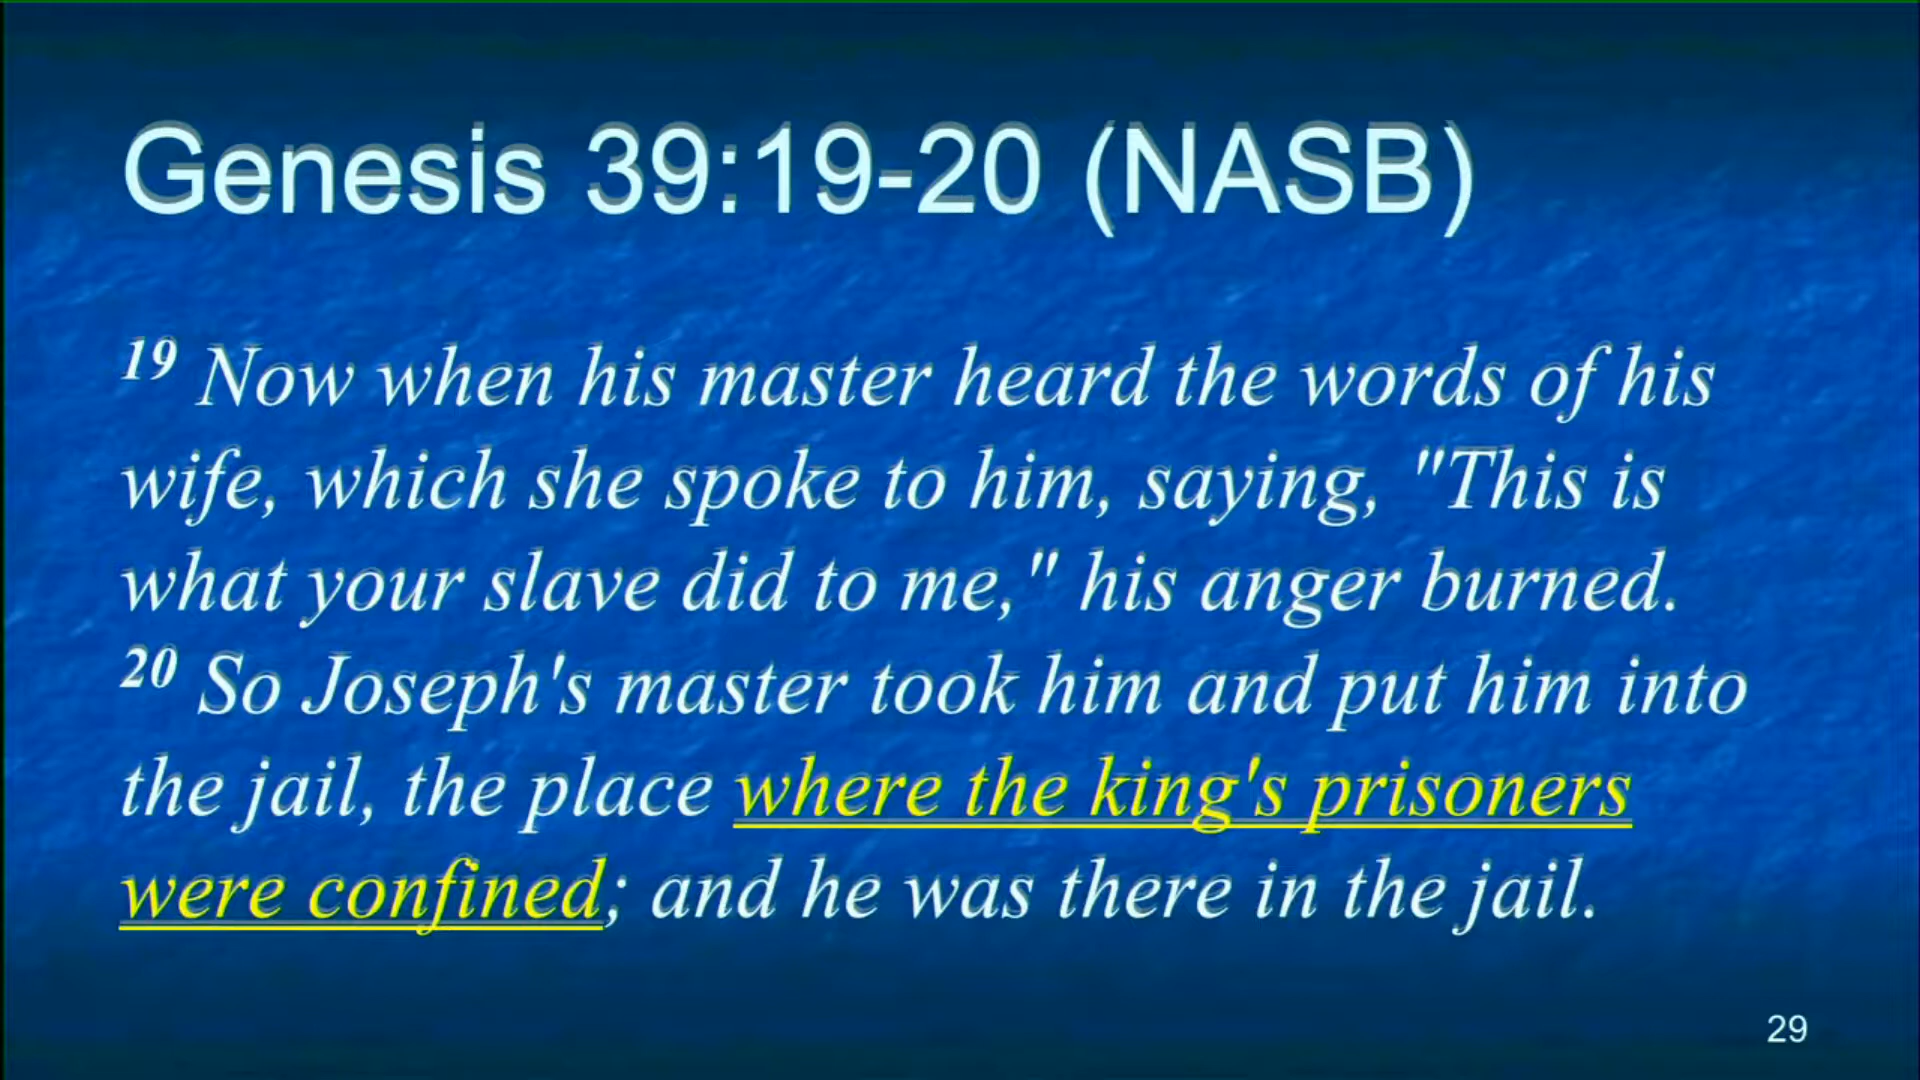 Genesis 39:19-20 (NASB)
19 Now when his master heard the words of his
wife, which she spoke to him, saying, "This is
what your slave did to me," his anger burned.
20 So Joseph's master took him and put him into
the jail, the place where the king's prisoners
were confined; and he was there in the jail.
29